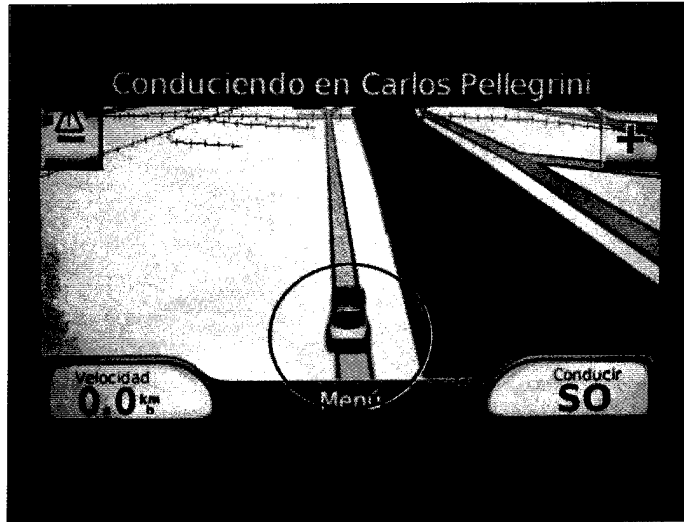 Conduciendo en Carlos Pellegrini
Velocidad
0.0 km h
Menú
Conducir
SO